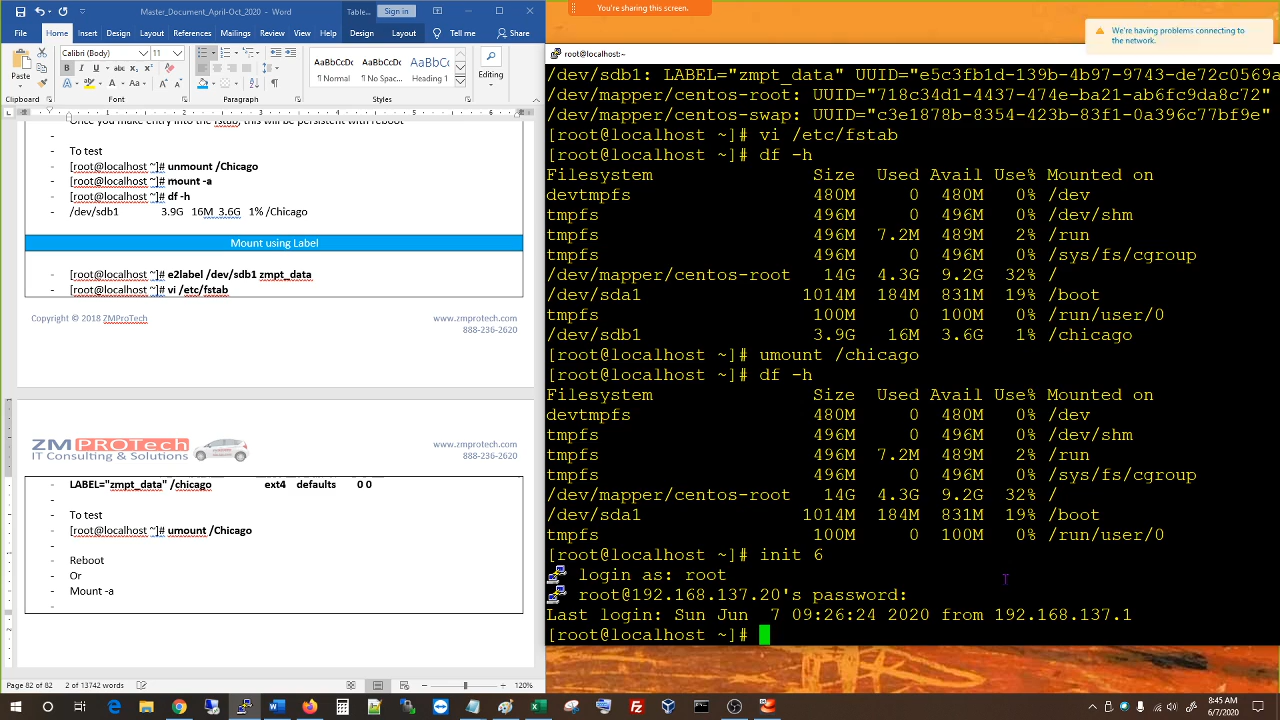 Master_Document_April-Oct_2020 - Word
Table...
Sign in
File
Home
Insert
Draw
Design
Layout
References
Mailings
Review
View
Help
Design
Layout
Tell me
Share
Paste
Clipboard
Calibri (Body)
11
Font
Paragraph
AaBbCcDc
AaBbCcDc
AaBbC
¶ Normal
¶ No Spac...
Heading 1
Styles
Editing
Once you make entry into the fstab, this will be persistent with reboot
- To test
- [root@localhost ~]# unmount /Chicago
- [root@localhost ~]# mount -a
- [root@localhost ~]# df -h
- /dev/sdb1 3.9G 16M 3.6G 1% /Chicago
Mount using Label
- [root@localhost ~]# e2label /dev/sdb1 zmpt_data
- [root@localhost ~]# vi /etc/fstab
Copyright © 2018 ZMProTech
www.zmprotech.com
888-236-2620
ZMPROTech
IT Consulting & Solutions
www.zmprotech.com
888-236-2620
- LABEL="zmpt_data" /chicago ext4 defaults 0 0
-
- To test
- [root@localhost ~]# umount /Chicago
-
- Reboot
- Or
- Mount -a
-
Page 82 of 82
2 of 13742 words
120%
You're sharing this screen.
We're having problems connecting to
the network.
root@localhost:~
/dev/sdb1: LABEL="zmpt_data" UUID="e5c3fb1d-139b-4b97-9743-de72c0569a
/dev/mapper/centos-root: UUID="718c34d1-4437-474e-ba21-ab6fc9da8c72"
/dev/mapper/centos-swap: UUID="c3e1878b-8354-423b-83f1-0a396c77bf9e"
[root@localhost ~]# vi /etc/fstab
[root@localhost ~]# df -h
Filesystem Size Used Avail Use% Mounted on
devtmpfs 480M 0 480M 0% /dev
tmpfs 496M 0 496M 0% /dev/shm
tmpfs 496M 7.2M 489M 2% /run
tmpfs 496M 0 496M 0% /sys/fs/cgroup
/dev/mapper/centos-root 14G 4.3G 9.2G 32% /
/dev/sda1 1014M 184M 831M 19% /boot
tmpfs 100M 0 100M 0% /run/user/0
/dev/sdb1 3.9G 16M 3.6G 1% /chicago
[root@localhost ~]# umount /chicago
[root@localhost ~]# df -h
Filesystem Size Used Avail Use% Mounted on
devtmpfs 480M 0 480M 0% /dev
tmpfs 496M 0 496M 0% /dev/shm
tmpfs 496M 7.2M 489M 2% /run
tmpfs 496M 0 496M 0% /sys/fs/cgroup
/dev/mapper/centos-root 14G 4.3G 9.2G 32% /
/dev/sda1 1014M 184M 831M 19% /boot
tmpfs 100M 0 100M 0% /run/user/0
[root@localhost ~]# init 6
login as: root
root@192.168.137.20's password:
Last login: Sun Jun 7 09:26:24 2020 from 192.168.137.1
[root@localhost ~]#
8:45 AM
6/7/2020